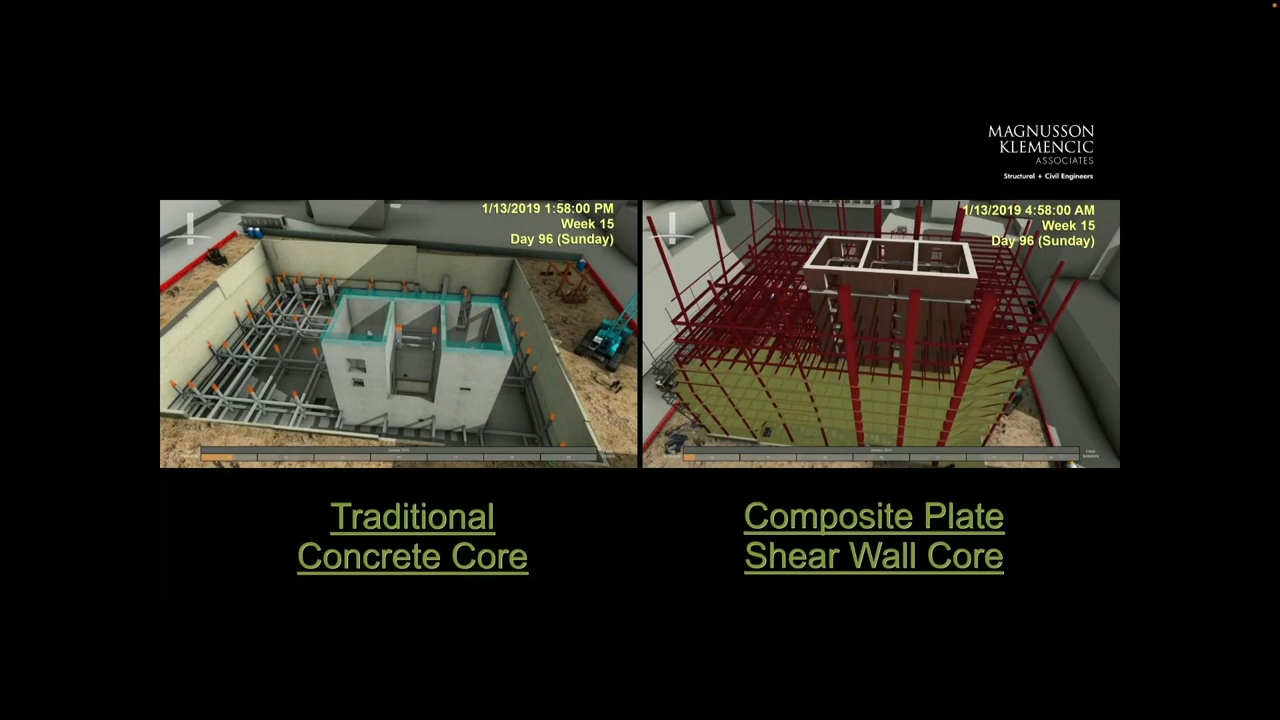 MAGNUSSON
KLEMENCIC
ASSOCIATES
Structural + Civil Engineers
1/13/2019 1:58:00 PM
Week 15
Day 96 (Sunday)
1/13/2019 4:58:00 AM
Week 15
Day 96 (Sunday)
Traditional
Concrete Core
Composite Plate
Shear Wall Core